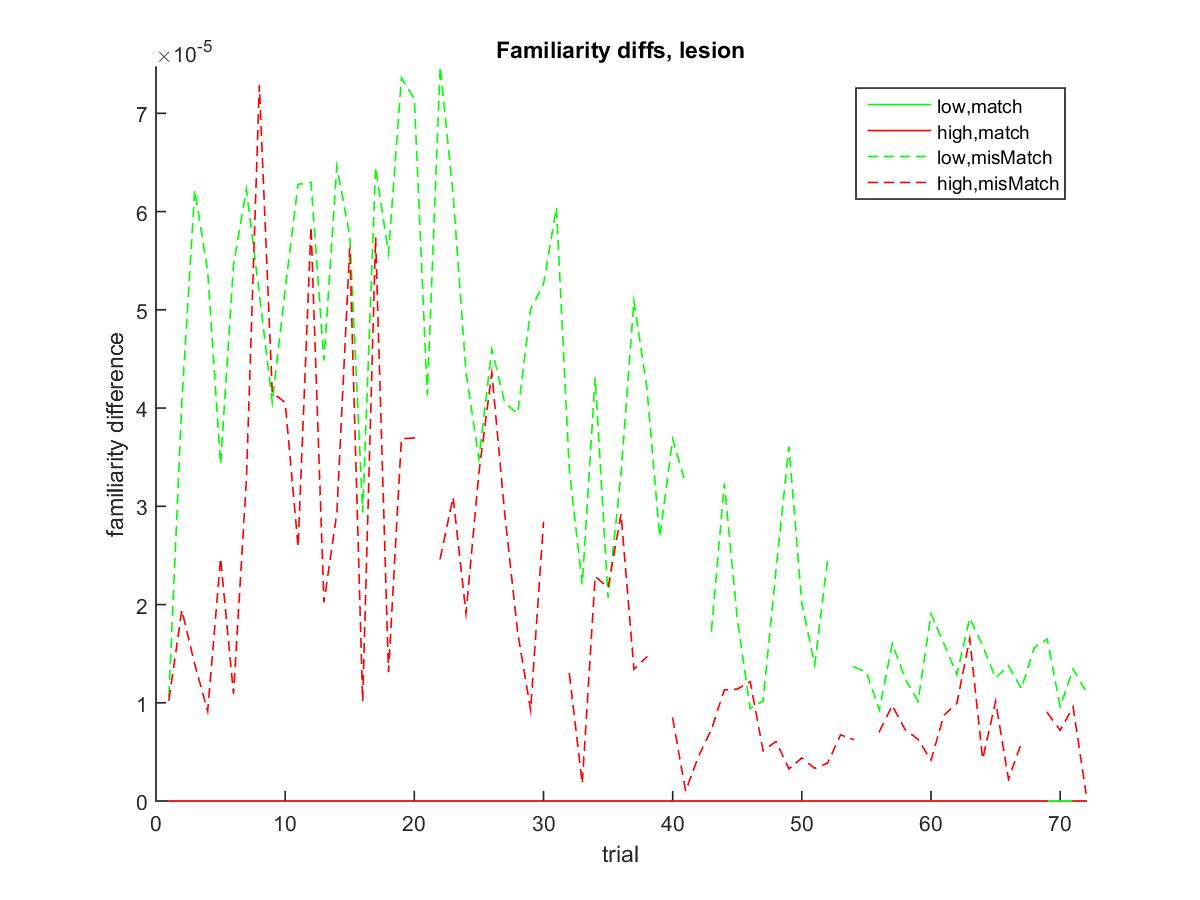 Familiarity diffs, lesion
×10-5
low,match
high,match
low,misMatch
high,misMatch
7
6
5
4
3
2
1
0
familiarity difference
0 10 20 30 40 50 60 70
trial